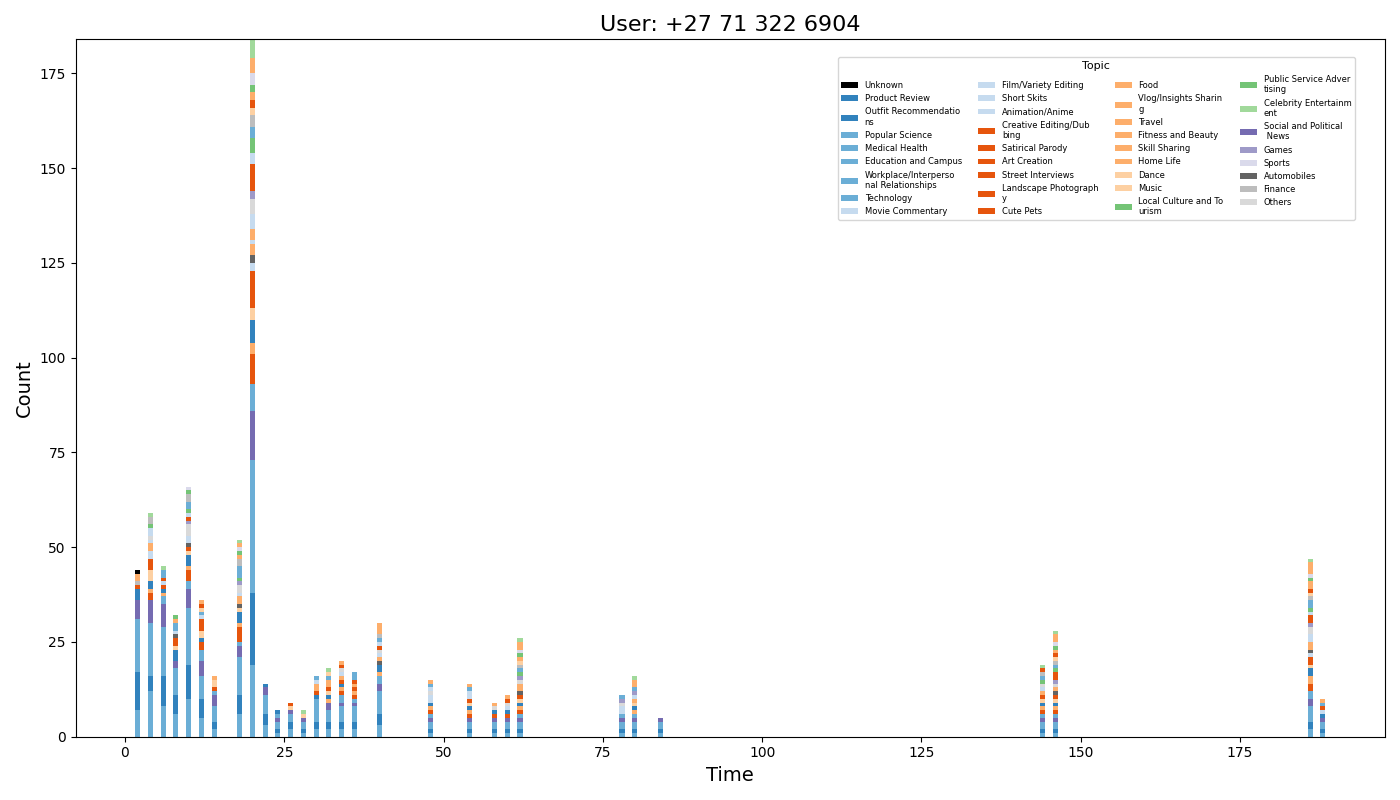 User: +27 71 322 6904
Topic
Unknown
Product Review
Outfit Recommendatio
ns
Popular Science
Medical Health
Education and Campus
Workplace/Interperso
nal Relationships
Technology
Movie Commentary
Film/Variety Editing
Short Skits
Animation/Anime
Creative Editing/Dub
bing
Satirical Parody
Art Creation
Street Interviews
Landscape Photograph
y
Cute Pets
Food
Vlog/Insights Sharin
g
Travel
Fitness and Beauty
Skill Sharing
Home Life
Dance
Music
Local Culture and To
urism
Public Service Adver
tising
Celebrity Entertainm
ent
Social and Political
News
Games
Sports
Automobiles
Finance
Others
Count
175
150
125
100
75
50
25
0
0 25 50 75 100 125 150 175
Time